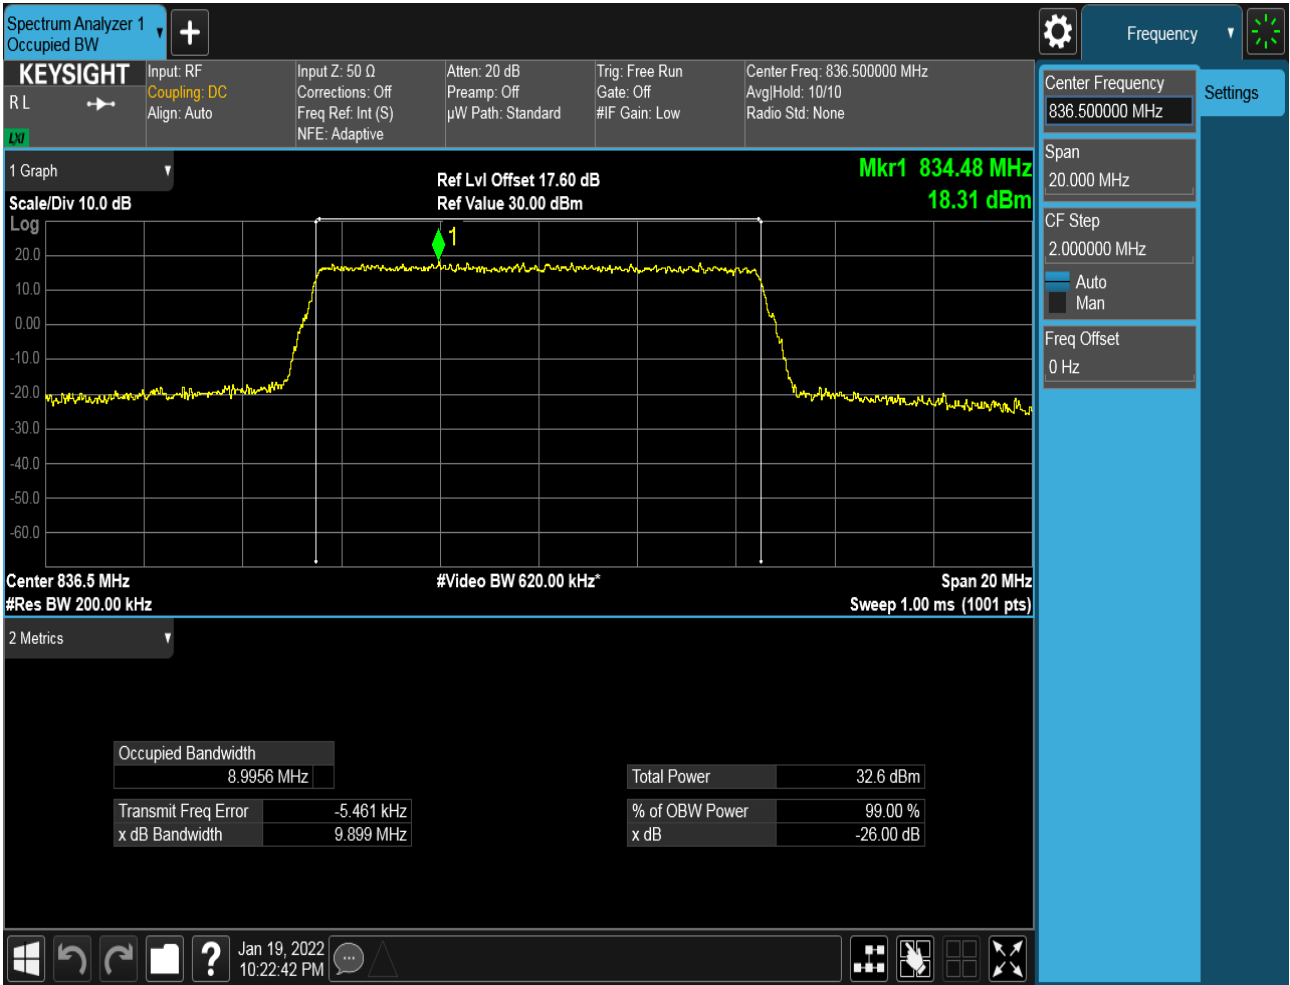 Spectrum Analyzer 1
Occupied BW
+
Frequency
KEYSIGHT
R L
LXI
Input: RF
Coupling: DC
Align: Auto
Input Z: 50 Ω
Corrections: Off
Freq Ref: Int (S)
NFE: Adaptive
Atten: 20 dB
Preamp: Off
µW Path: Standard
Trig: Free Run
Gate: Off
#IF Gain: Low
Center Freq: 836.500000 MHz
Avg|Hold: 10/10
Radio Std: None
Center Frequency
836.500000 MHz
Settings
Span
20.000 MHz
CF Step
2.000000 MHz
Auto
Man
Freq Offset
0 Hz
1 Graph
Scale/Div 10.0 dB
Ref Lvl Offset 17.60 dB
Ref Value 30.00 dBm
Mkr1 834.48 MHz
18.31 dBm
Log
1
20.0
10.0
0.00
-10.0
-20.0
-30.0
-40.0
-50.0
-60.0
Center 836.5 MHz
#Video BW 620.00 kHz*
Span 20 MHz
#Res BW 200.00 kHz
Sweep 1.00 ms (1001 pts)
2 Metrics
Occupied Bandwidth
8.9956 MHz
Total Power 32.6 dBm
Transmit Freq Error -5.461 kHz
% of OBW Power 99.00 %
x dB Bandwidth 9.899 MHz
x dB -26.00 dB
?
Jan 19, 2022
10:22:42 PM